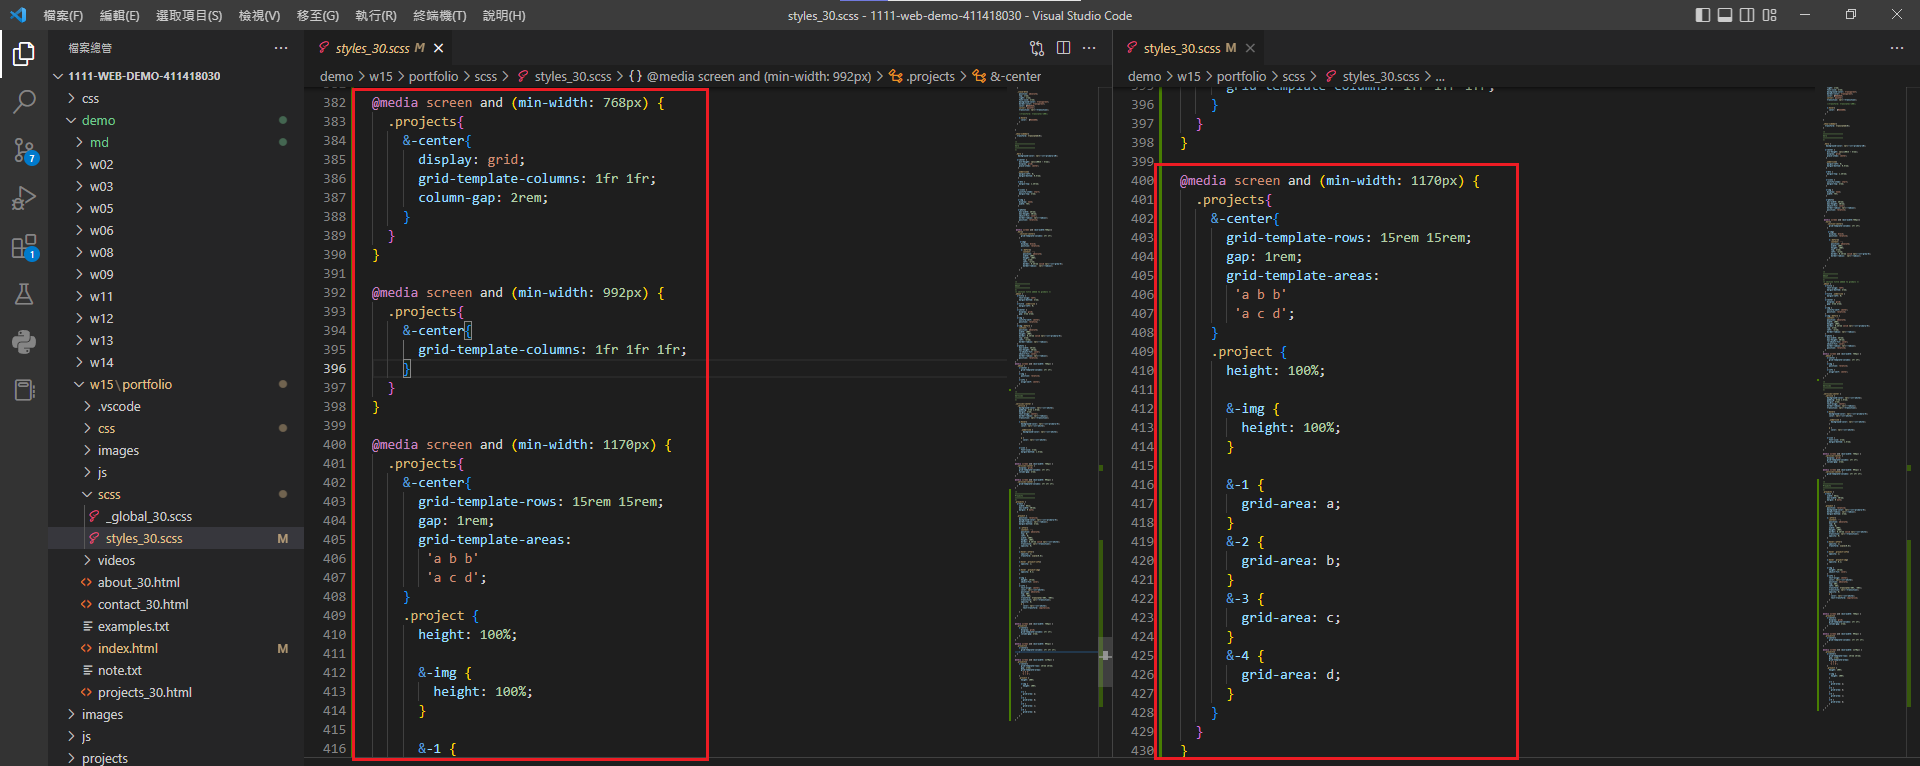 檔案(F) 編輯(E) 選取項目(S) 檢視(V) 移至(G) 執行(R) 終端機(T) 說明(H)
styles_30.scss - 1111-web-demo-411418030 - Visual Studio Code
檔案總管
1111-WEB-DEMO-411418030
css
demo
md
w02
w03
w05
w06
w08
w09
w11
w12
w13
w14
w15\portfolio
.vscode
css
images
js
scss
_global_30.scss
styles_30.scss M
videos
about_30.html
contact_30.html
examples.txt
index.html M
note.txt
projects_30.html
images
js
projects
7
1
styles_30.scss M
demo > w15 > portfolio > scss > styles_30.scss > {} @media screen and (min-width: 992px) > .projects > &-center
382 @media screen and (min-width: 768px) {
383 .projects{
384 &-center{
385 display: grid;
386 grid-template-columns: 1fr 1fr;
387 column-gap: 2rem;
388 }
389 }
390 }
391
392 @media screen and (min-width: 992px) {
393 .projects{
394 &-center{
395 grid-template-columns: 1fr 1fr 1fr;
396 }
397 }
398 }
399
400 @media screen and (min-width: 1170px) {
401 .projects{
402 &-center{
403 grid-template-rows: 15rem 15rem;
404 gap: 1rem;
405 grid-template-areas:
406 'a b b'
407 'a c d';
408 }
409 .project {
410 height: 100%;
411
412 &-img {
413 height: 100%;
414 }
415
416 &-1 {
styles_30.scss M
demo > w15 > portfolio > scss > styles_30.scss > ...
396 }
397 }
398 }
399
400 @media screen and (min-width: 1170px) {
401 .projects{
402 &-center{
403 grid-template-rows: 15rem 15rem;
404 gap: 1rem;
405 grid-template-areas:
406 'a b b'
407 'a c d';
408 }
409 .project {
410 height: 100%;
411
412 &-img {
413 height: 100%;
414 }
415
416 &-1 {
417 grid-area: a;
418 }
419 &-2 {
420 grid-area: b;
421 }
422 &-3 {
423 grid-area: c;
424 }
425 &-4 {
426 grid-area: d;
427 }
428 }
429 }
430 }